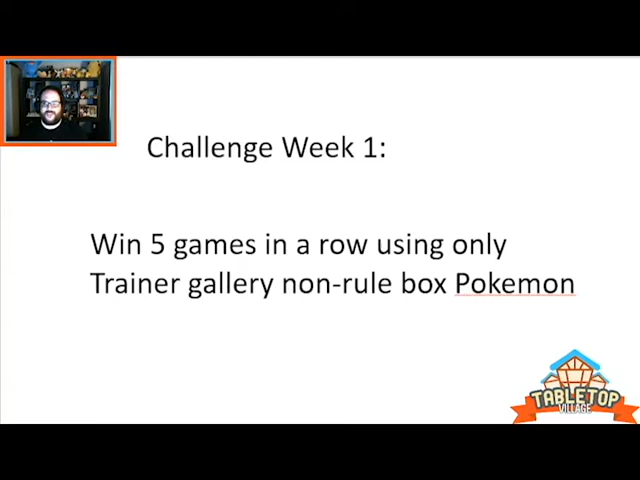 Challenge Week 1:
Win 5 games in a row using only
Trainer gallery non-rule box Pokemon
TABLETOP
VILLAGE